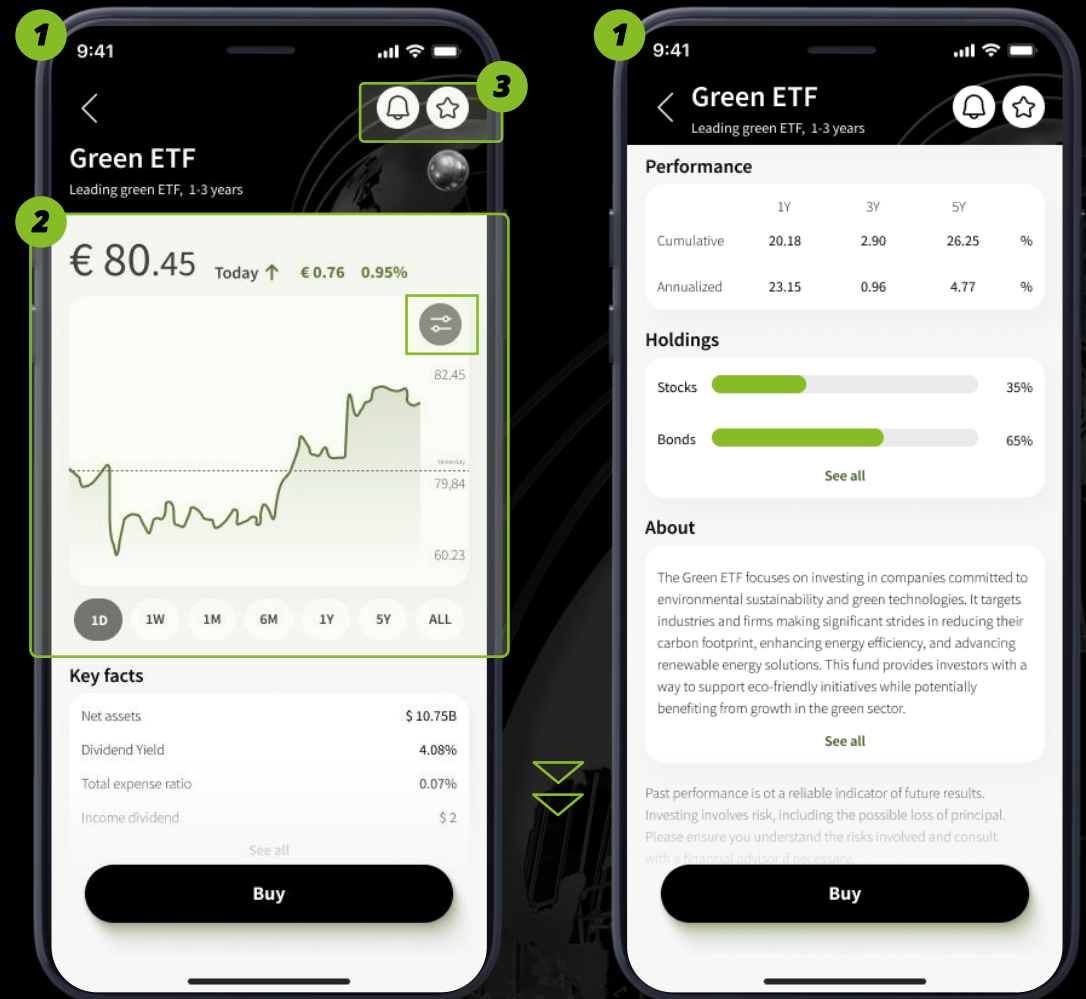 1
9:41
3
Green ETF
Leading green ETF, 1-3 years
2
€ 80.45 Today ↑ € 0.76 0.95%
82.45
Yesterday
79,84
60.23
1D 1W 1M 6M 1Y 5Y ALL
Key facts
Net assets $ 10.75B
Dividend Yield 4.08%
Total expense ratio 0.07%
Income dividend $ 2
See all
Buy
1
9:41
Green ETF
Leading green ETF, 1-3 years
Performance
1Y 3Y 5Y
Cumulative 20.18 2.90 26.25 %
Annualized 23.15 0.96 4.77 %
Holdings
Stocks 35%
Bonds 65%
See all
About
The Green ETF focuses on investing in companies committed to
environmental sustainability and green technologies. It targets
industries and firms making significant strides in reducing their
carbon footprint, enhancing energy efficiency, and advancing
renewable energy solutions. This fund provides investors with a
way to support eco-friendly initiatives while potentially
benefiting from growth in the green sector.
See all
Past performance is ot a reliable indicator of future results.
Investing involves risk, including the possible loss of principal.
Please ensure you understand the risks involved and consult
with a financial advisor if necessary.
Buy